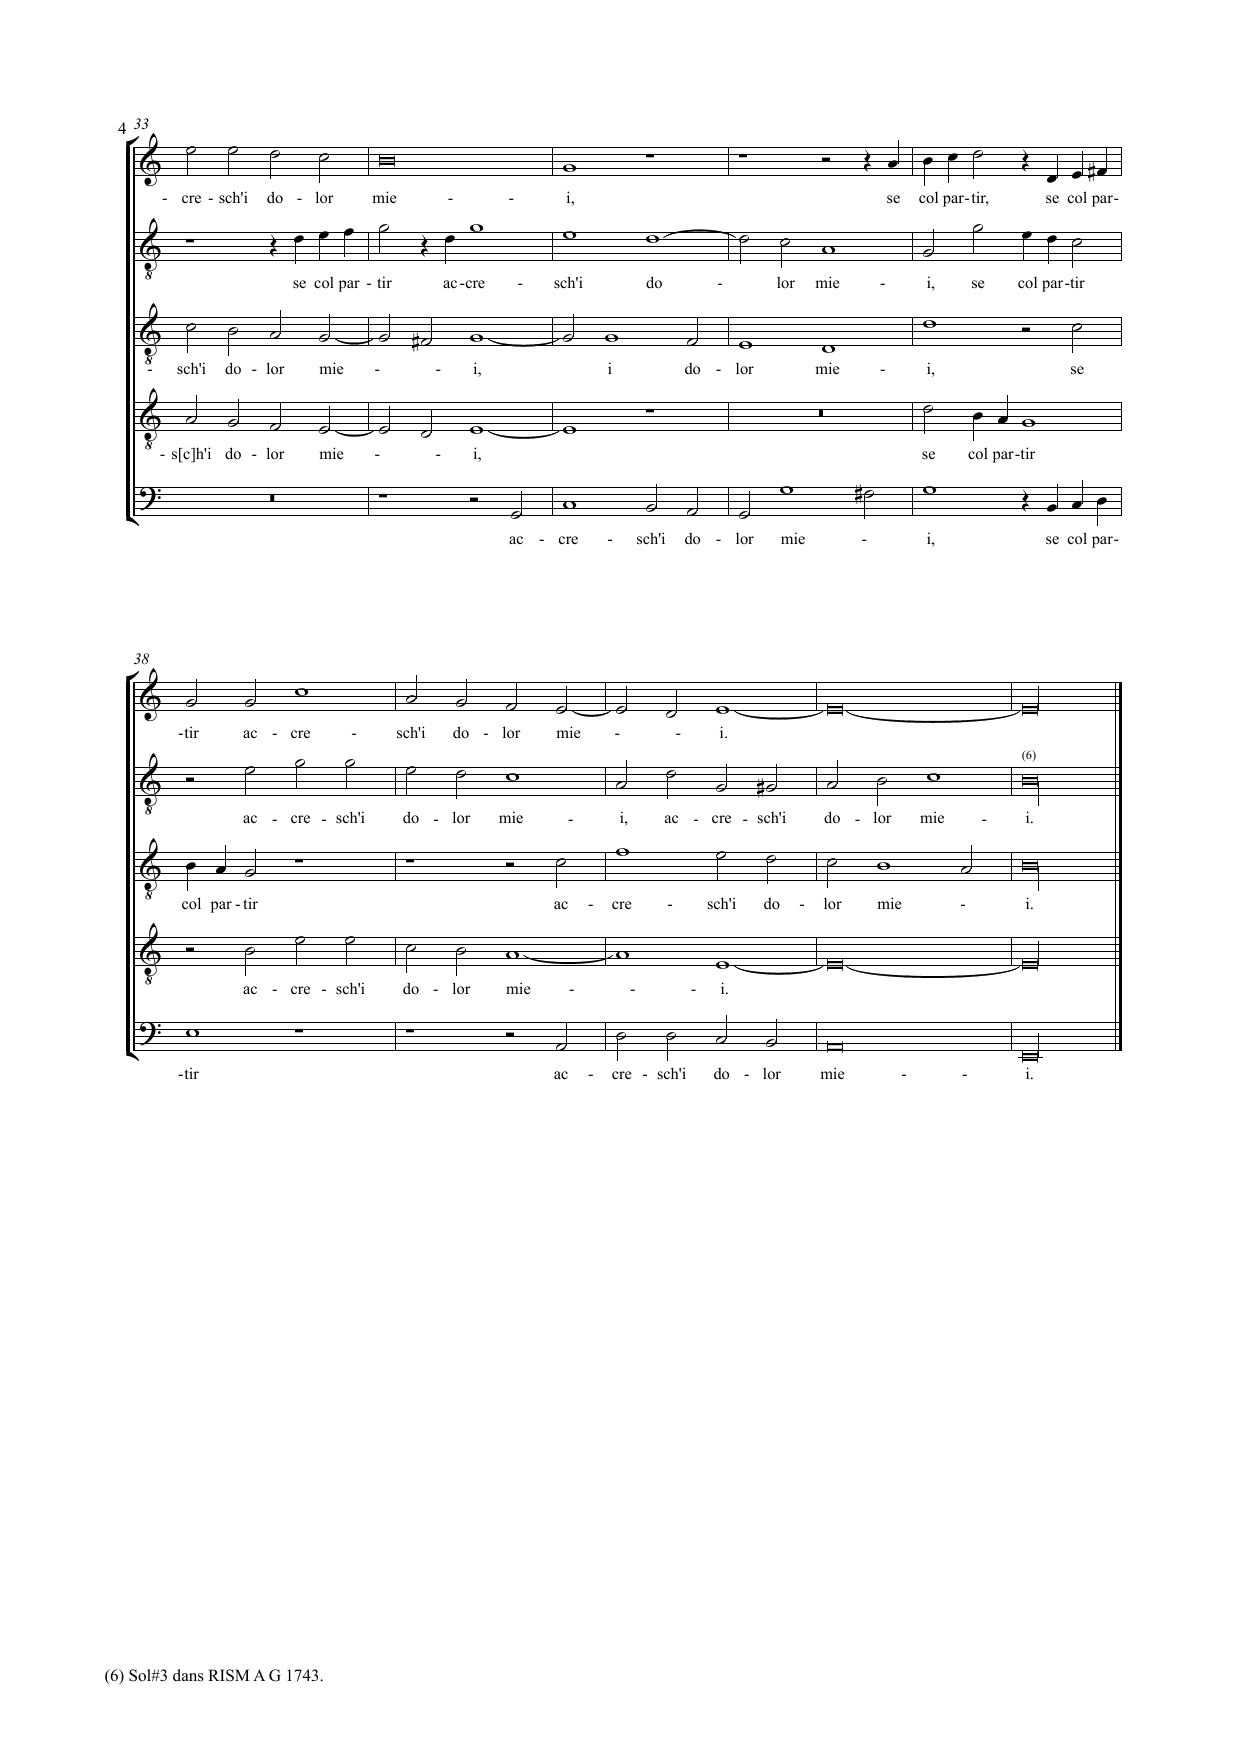 4 33
- cre - sch'i do - lor mie - - i, se col par-tir, se col par-
se col par - tir ac-cre - sch'i do - lor mie - i, se col par-tir
- sch'i do - lor mie - - i, i do - lor mie - i, se
- s[c]h'i do - lor mie - - i, se col par-tir
ac - cre - sch'i do - lor mie - i, se col par-
38
-tir ac - cre - sch'i do - lor mie - - i.
(6)
ac - cre - sch'i do - lor mie - i, ac - cre - sch'i do - lor mie - i.
col par - tir ac - cre - sch'i do - lor mie - i.
ac - cre - sch'i do - lor mie - - - i.
-tir ac - cre - sch'i do - lor mie - - i.
(6) Sol#3 dans RISM A G 1743.